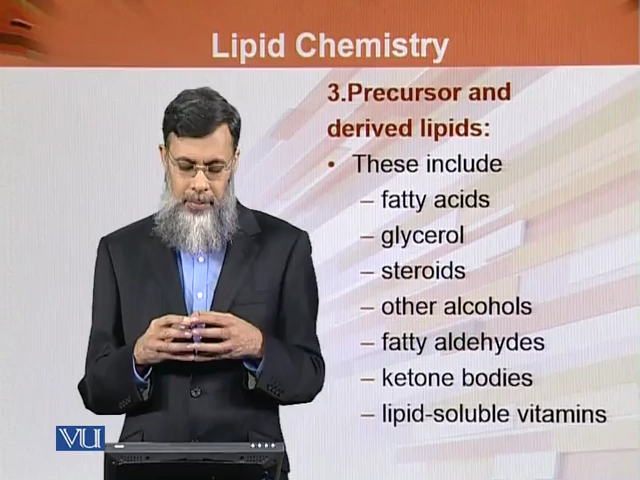 Lipid Chemistry
3.Precursor and
derived lipids:
• These include
– fatty acids
– glycerol
– steroids
– other alcohols
– fatty aldehydes
– ketone bodies
– lipid-soluble vitamins
VU